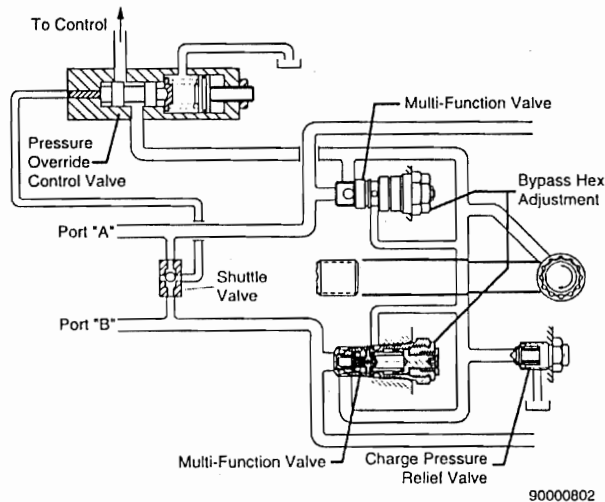 To Control
Multi-Function Valve
Pressure
Override
Control Valve
Bypass Hex
Adjustment
Port "A"
Shuttle
Valve
Port "B"
Multi-Function Valve
Charge Pressure
Relief Valve
90000802